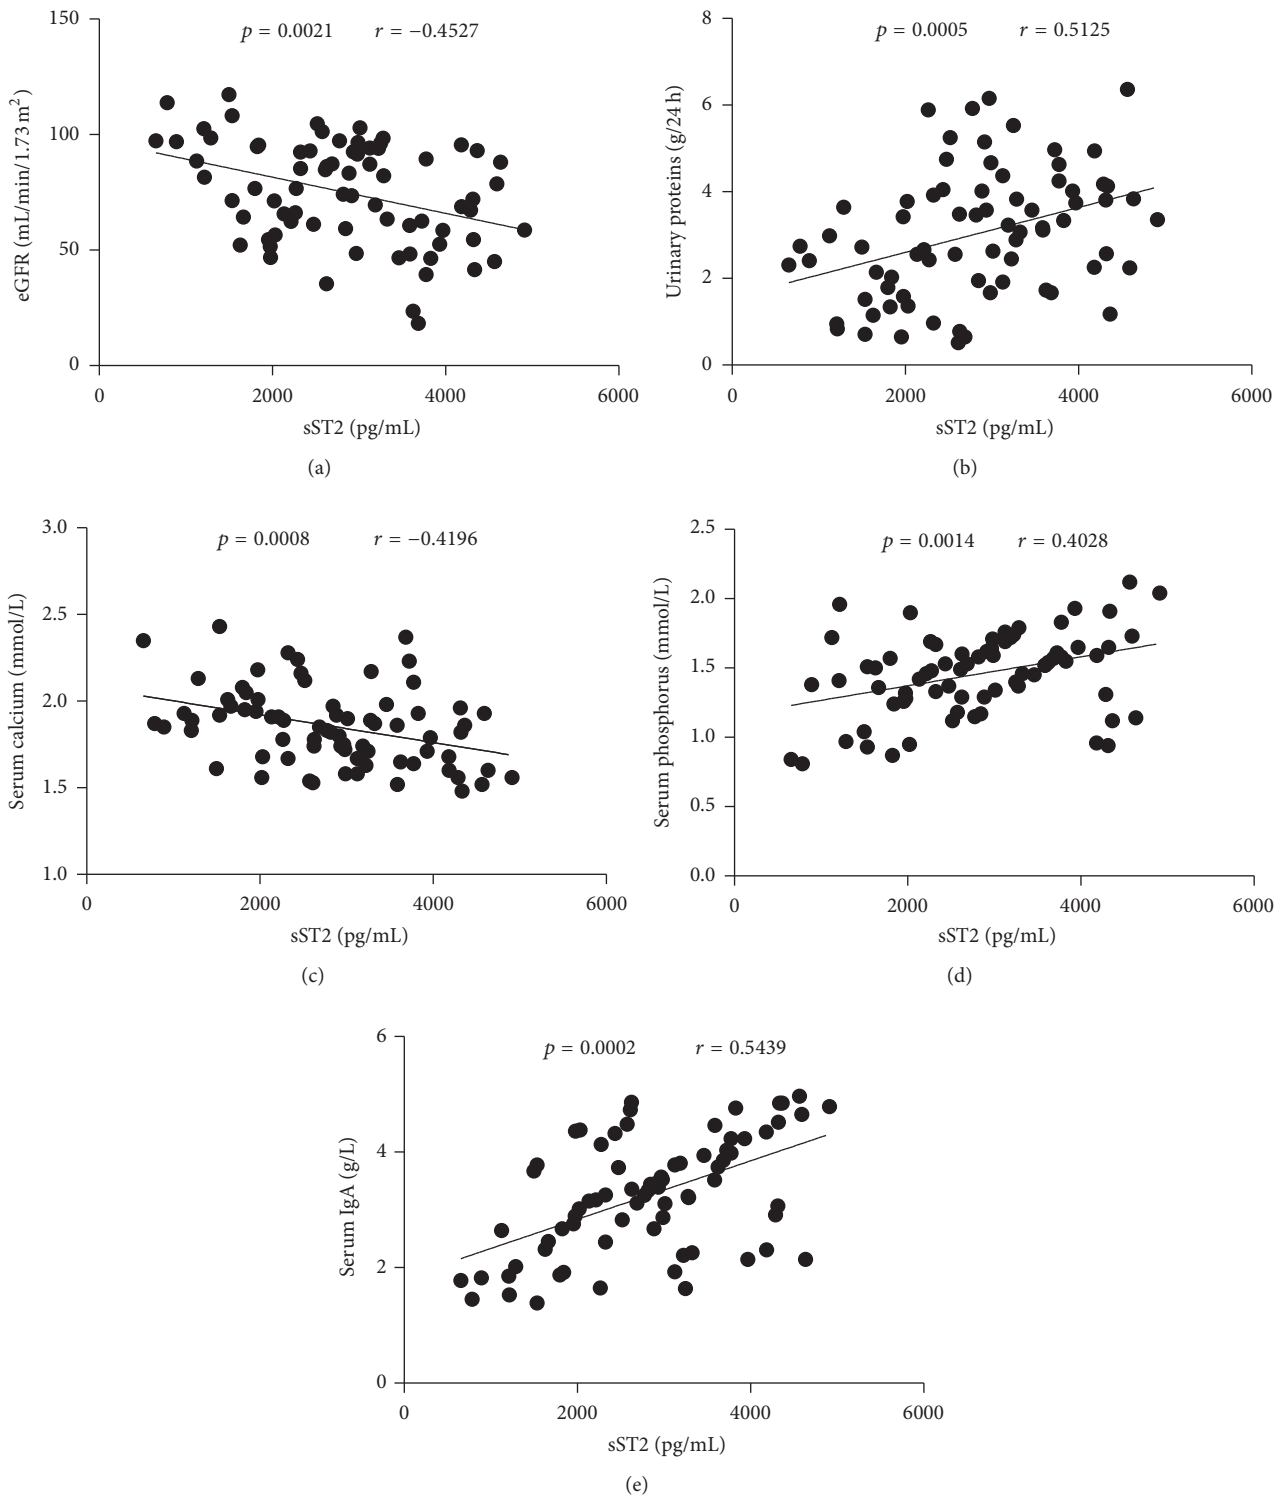 p = 0.0021 r = −0.4527
150
100
50
0
eGFR (mL/min/1.73 m²)
0 2000 4000 6000
sST2 (pg/mL)
(a)
p = 0.0005 r = 0.5125
8
6
4
2
0
Urinary proteins (g/24 h)
0 2000 4000 6000
sST2 (pg/mL)
(b)
p = 0.0008 r = −0.4196
3.0
2.5
2.0
1.5
1.0
Serum calcium (mmol/L)
0 2000 4000 6000
sST2 (pg/mL)
(c)
p = 0.0014 r = 0.4028
2.5
2.0
1.5
1.0
0.5
0.0
Serum phosphorus (mmol/L)
0 2000 4000 6000
sST2 (pg/mL)
(d)
p = 0.0002 r = 0.5439
6
4
2
0
Serum IgA (g/L)
0 2000 4000 6000
sST2 (pg/mL)
(e)